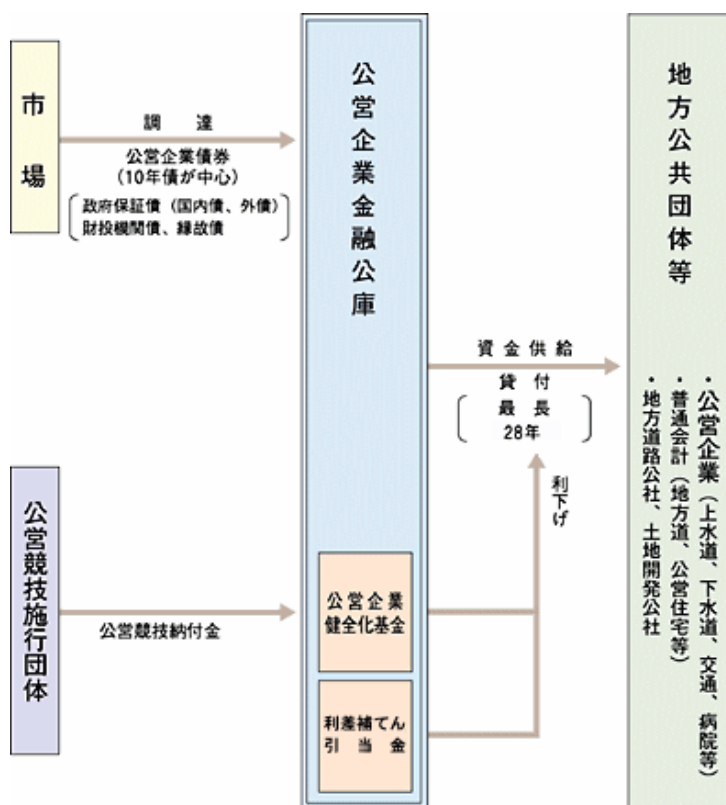 市場
調達
公営企業債券
(10年債が中心)
政府保証債（国内債、外債）
財投機関債、縁故債
公営企業金融公庫
資金供給
貸付
最長
28年
利下げ
地方公共団体等
・公営企業（上水道、下水道、交通、病院等）
・普通会計（地方道、公営住宅等）
・地方道路公社、土地開発公社
公営競技施行団体
公営競技納付金
公営企業
健全化基金
利差補てん
引当金